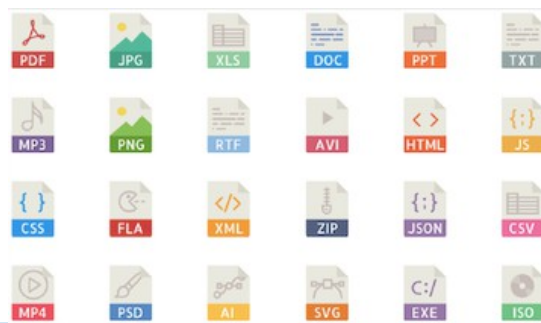 PDF JPG XLS DOC PPT TXT
MP3 PNG RTF AVI < > HTML {;} JS
{ } CSS FLA </> XML ZIP {;} JSON CSV
MP4 PSD AI SVG C:/ EXE ISO